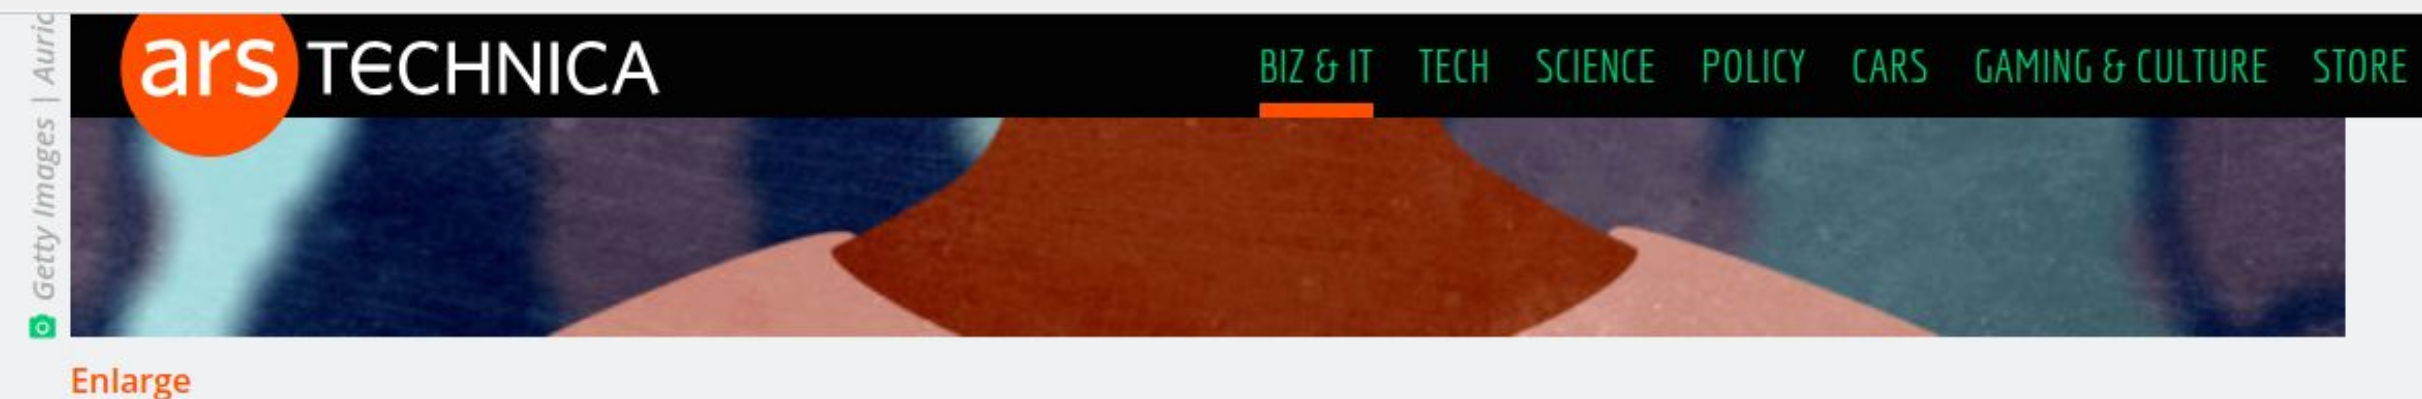 ars TECHNICA
BIZ & IT TECH SCIENCE POLICY CARS GAMING & CULTURE STORE
Getty Images |
Enlarge